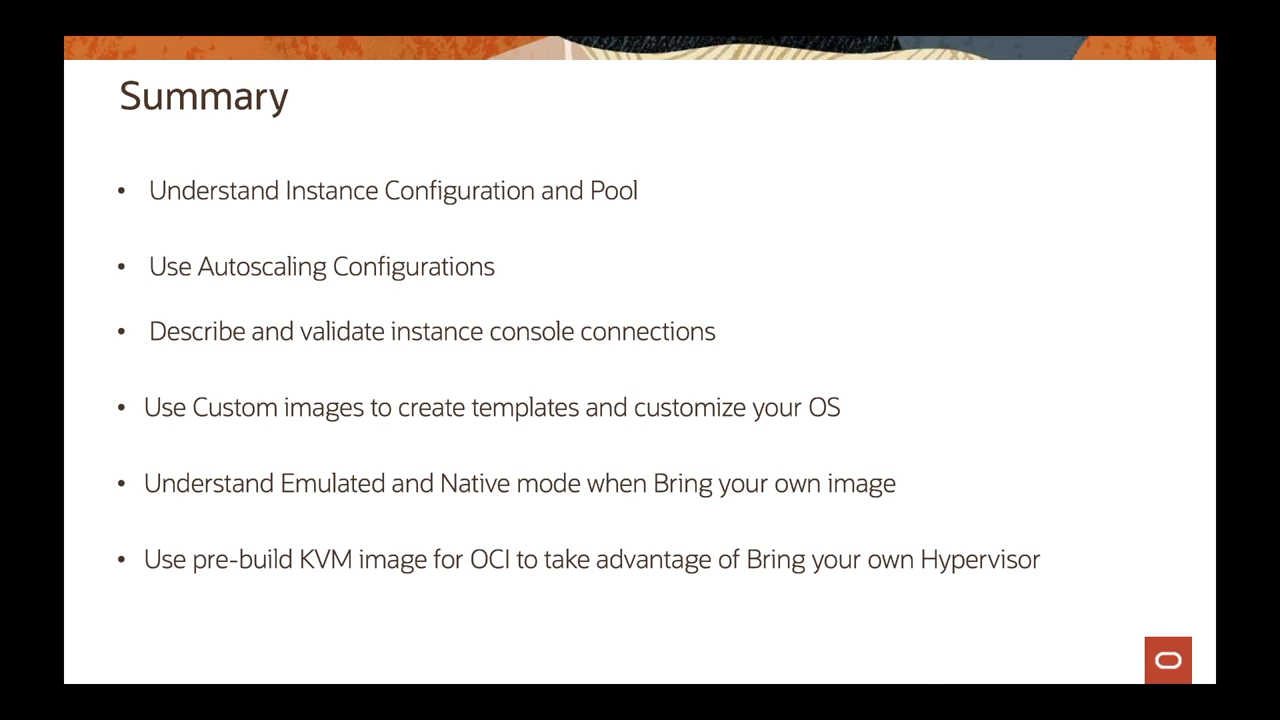 Summary
• Understand Instance Configuration and Pool
• Use Autoscaling Configurations
• Describe and validate instance console connections
• Use Custom images to create templates and customize your OS
• Understand Emulated and Native mode when Bring your own image
• Use pre-build KVM image for OCI to take advantage of Bring your own Hypervisor